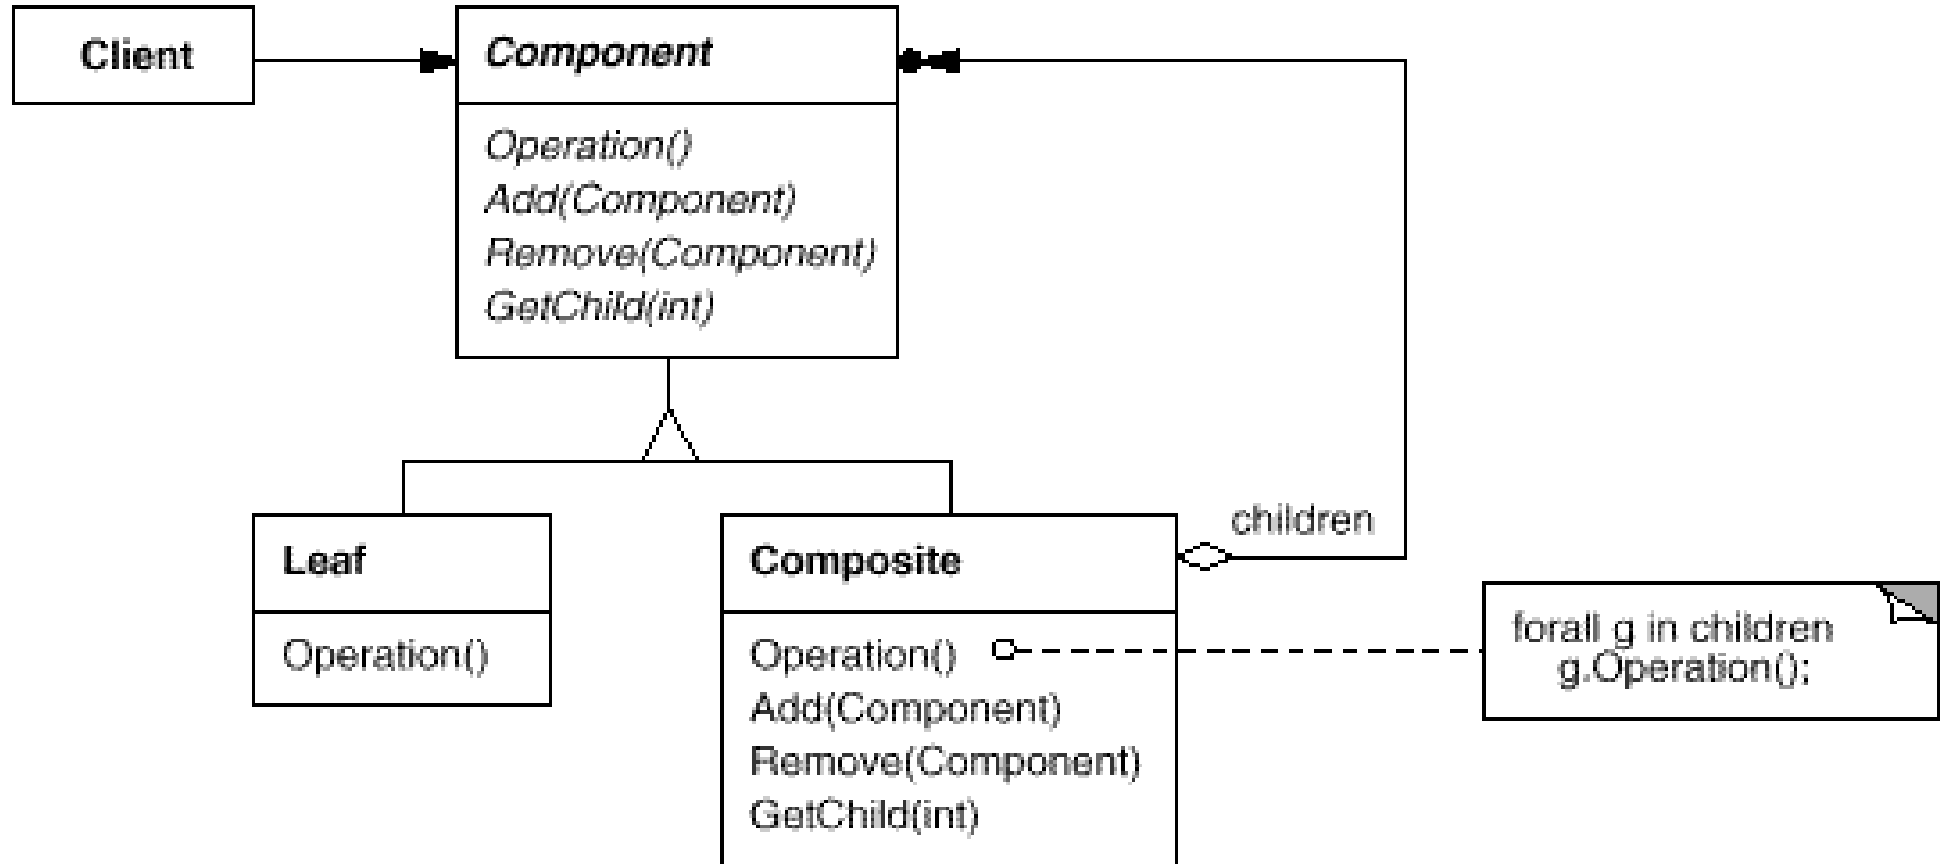 Client
Component
Operation()
Add(Component)
Remove(Component)
GetChild(int)
children
Leaf
Operation()
Composite
Operation()
Add(Component)
Remove(Component)
GetChild(int)
forall g in children
g.Operation();